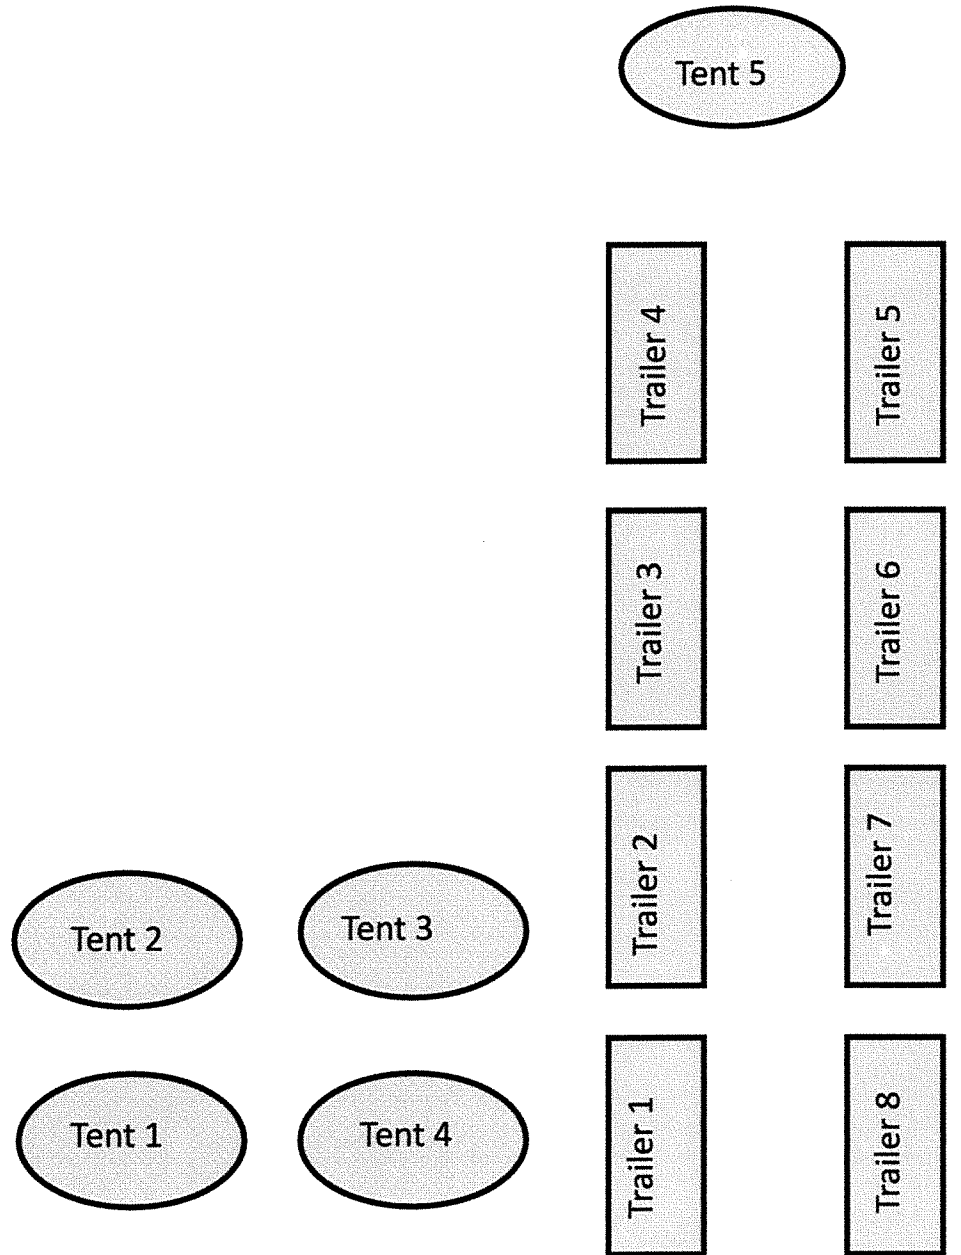 Tent 5
Trailer 4
Trailer 5
Trailer 3
Trailer 6
Trailer 2
Trailer 7
Tent 2
Tent 3
Tent 1
Tent 4
Trailer 1
Trailer 8